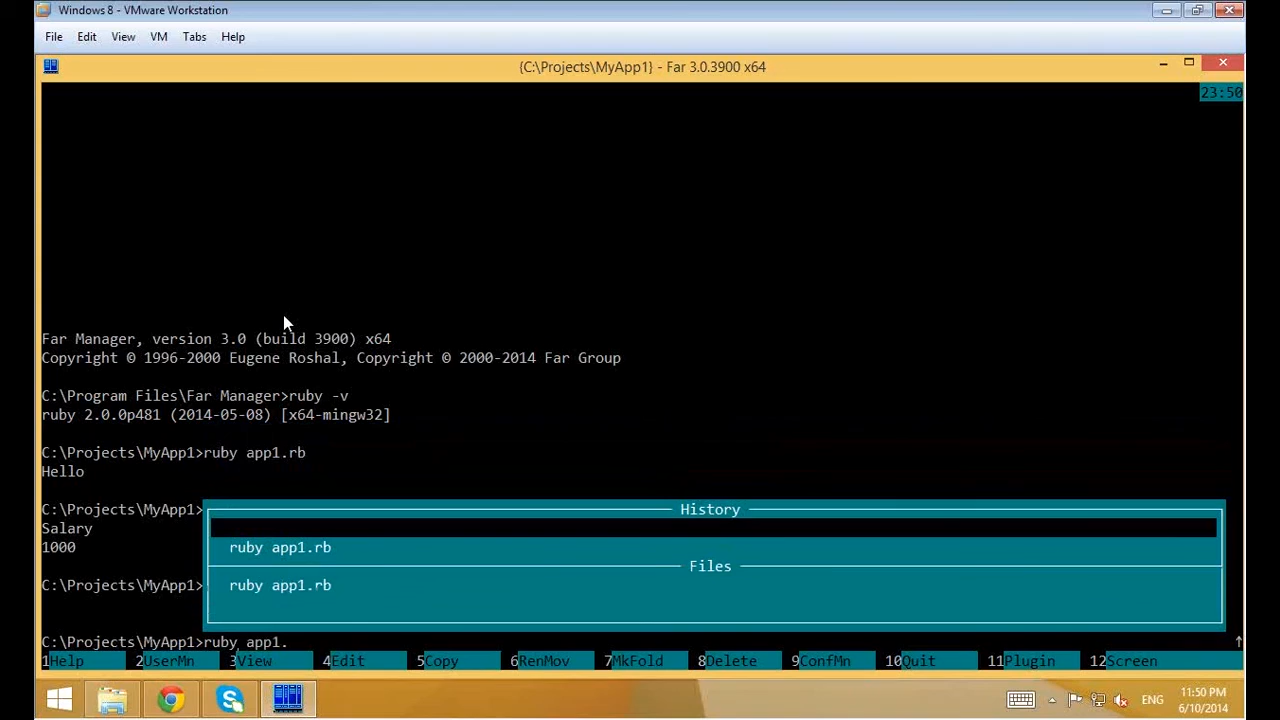 Windows 8 - VMware Workstation
File Edit View VM Tabs Help
{C:\Projects\MyApp1} - Far 3.0.3900 x64
23:50
Far Manager, version 3.0 (build 3900) x64
Copyright © 1996-2000 Eugene Roshal, Copyright © 2000-2014 Far Group
C:\Program Files\Far Manager>ruby -v
ruby 2.0.0p481 (2014-05-08) [x64-mingw32]
C:\Projects\MyApp1>ruby app1.rb
Hello
C:\Projects\MyApp1>
History
Salary
1000
ruby app1.rb
Files
C:\Projects\MyApp1>
ruby app1.rb
C:\Projects\MyApp1>ruby app1.
1Help 2UserMn 3View 4Edit 5Copy 6RenMov 7MkFold 8Delete 9ConfMn 10Quit 11Plugin 12Screen
ENG
11:50 PM
6/10/2014